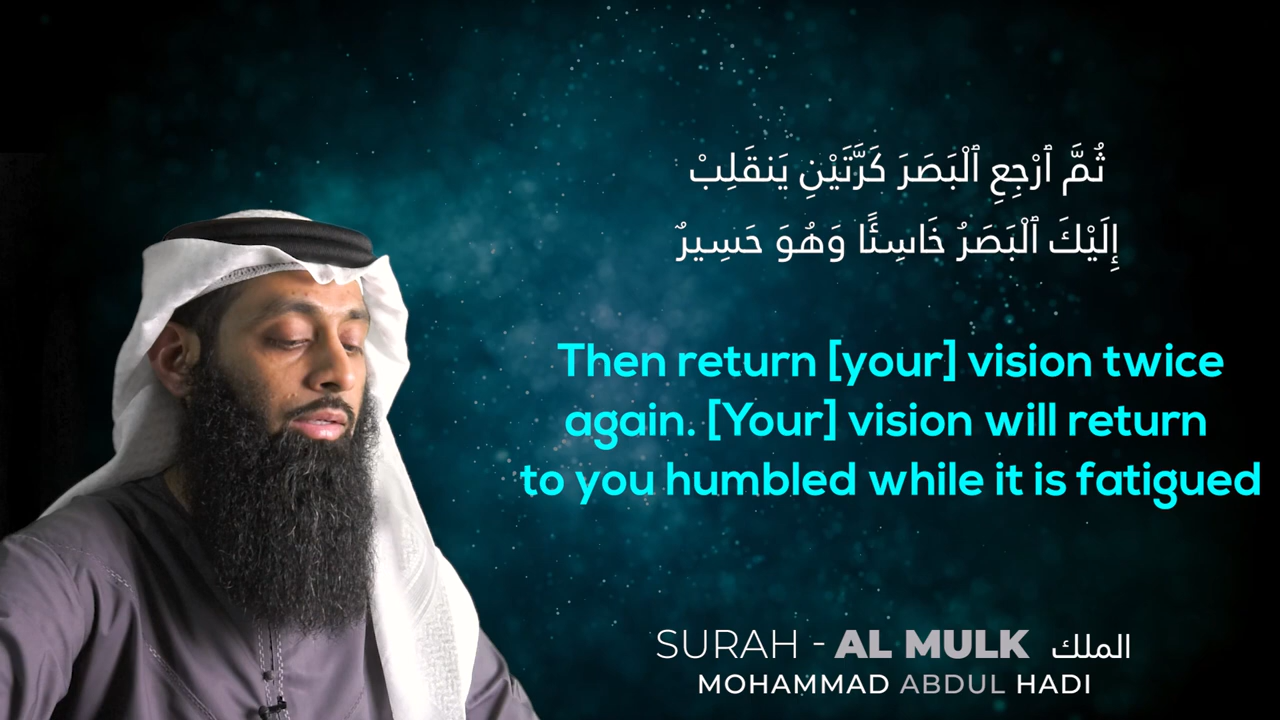 ثُمَّ ٱرْجِعِ ٱلْبَصَرَ كَرَّتَيْنِ يَنقَلِبْ
إِلَيْكَ ٱلْبَصَرُ خَاسِئًا وَهُوَ حَسِيرٌ
Then return [your] vision twice
again. [Your] vision will return
to you humbled while it is fatigued
SURAH - AL MULK الملك
MOHAMMAD ABDUL HADI